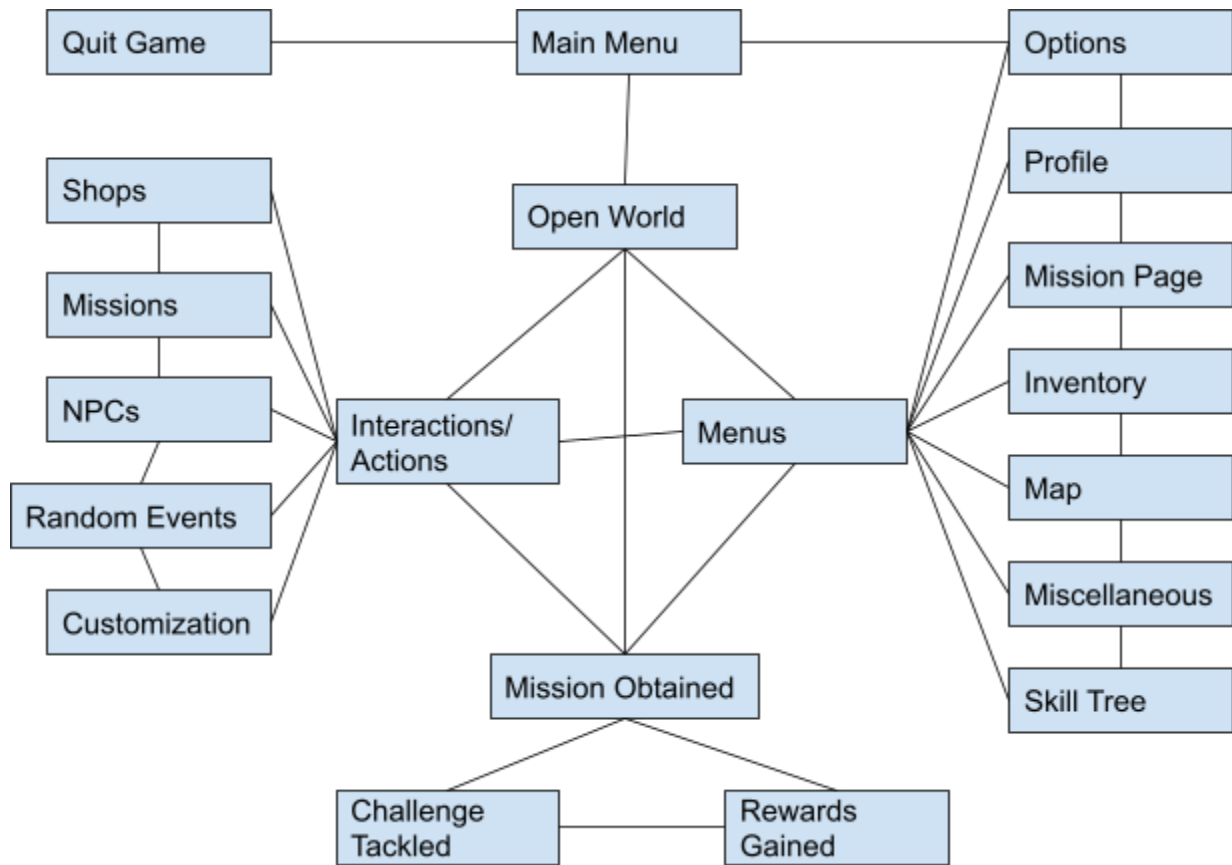 Quit Game
Main Menu
Options
Shops
Profile
Open World
Missions
Mission Page
NPCs
Interactions/
Actions
Menus
Inventory
Random Events
Map
Customization
Miscellaneous
Mission Obtained
Skill Tree
Challenge
Tackled
Rewards
Gained